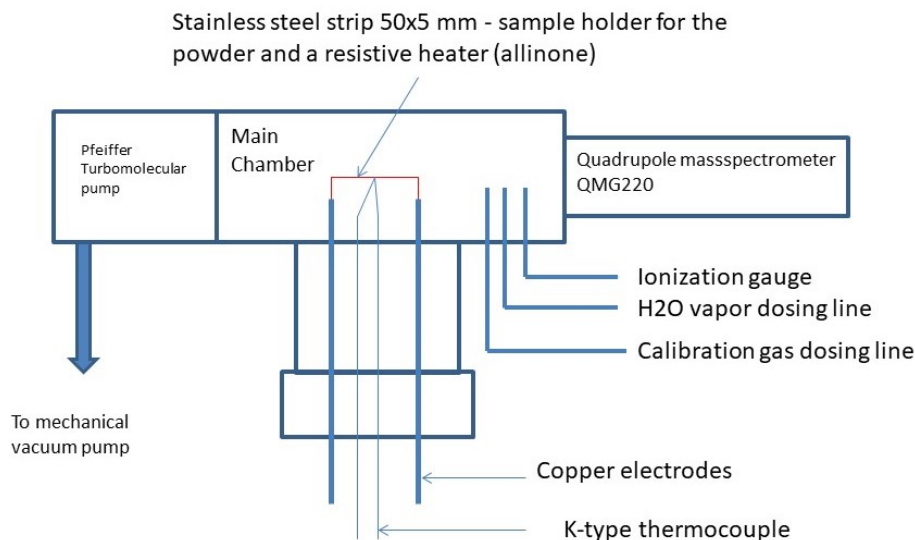 Stainless steel strip 50x5 mm - sample holder for the
powder and a resistive heater (allinone)
Pfeiffer
Turbomolecular
pump
Main
Chamber
Quadrupole massspectrometer
QMG220
Ionization gauge
H2O vapor dosing line
Calibration gas dosing line
To mechanical
vacuum pump
Copper electrodes
K-type thermocouple